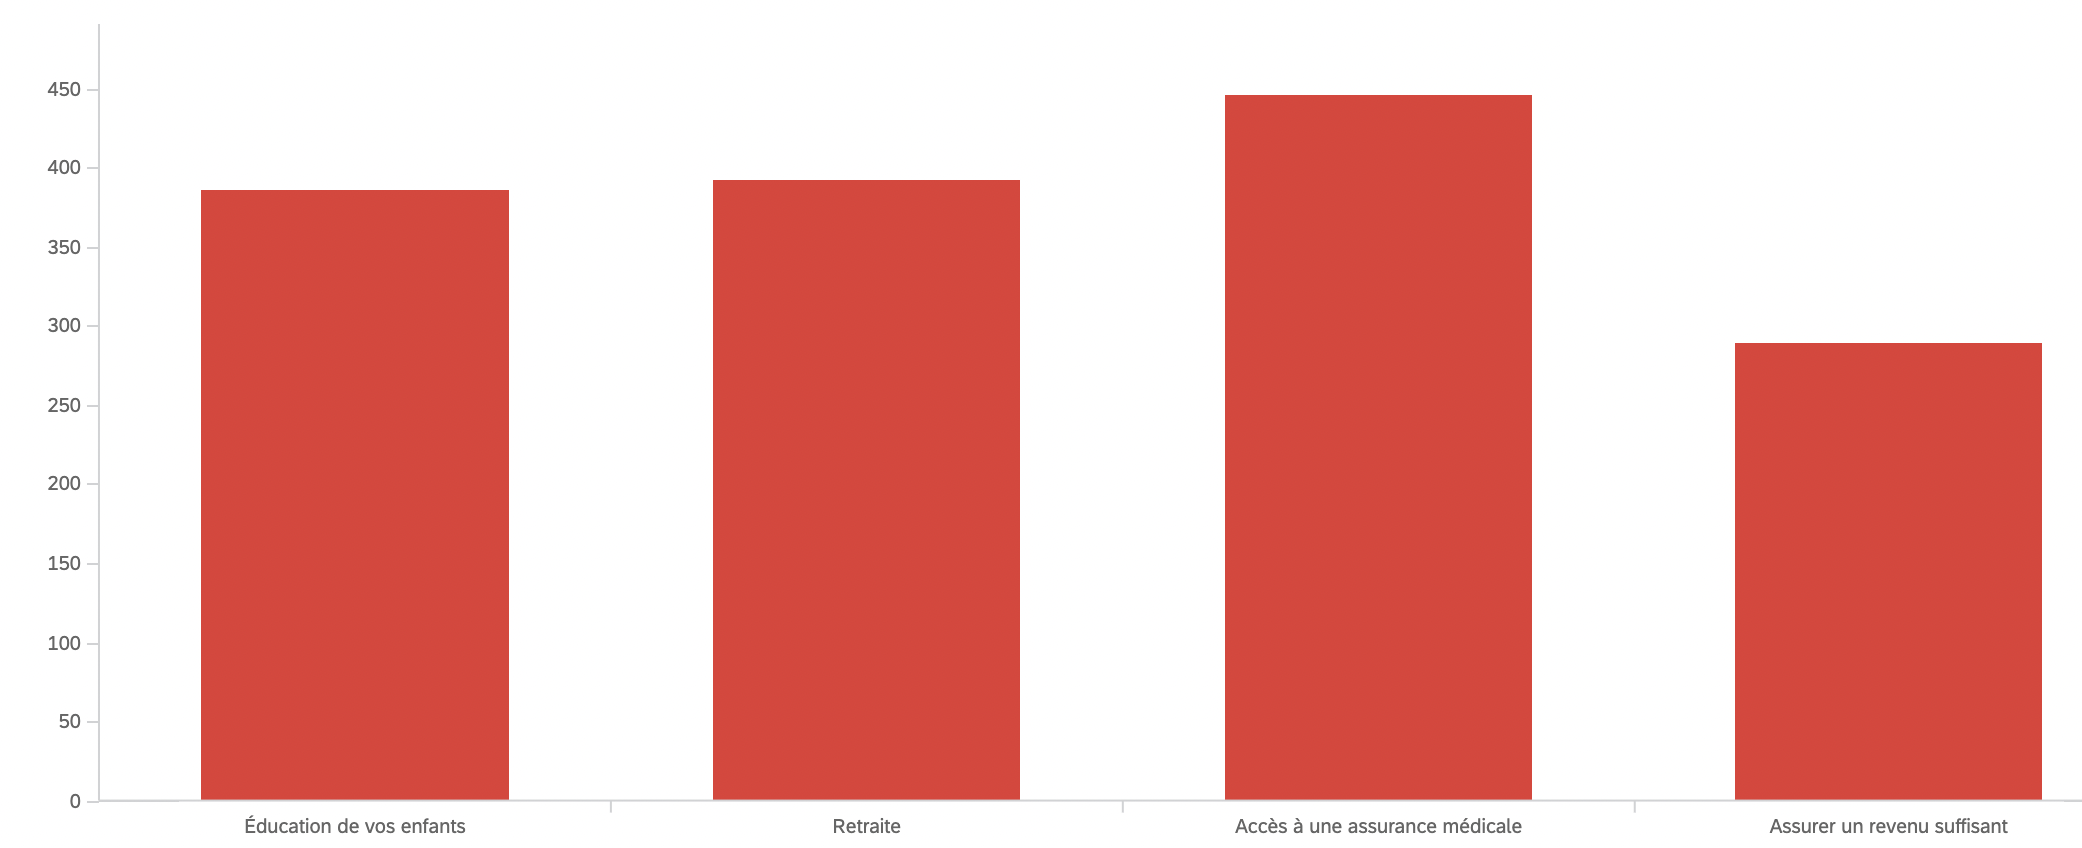 450
400
350
300
250
200
150
100
50
0
Éducation de vos enfants
Retraite
Accès à une assurance médicale
Assurer un revenu suffisant